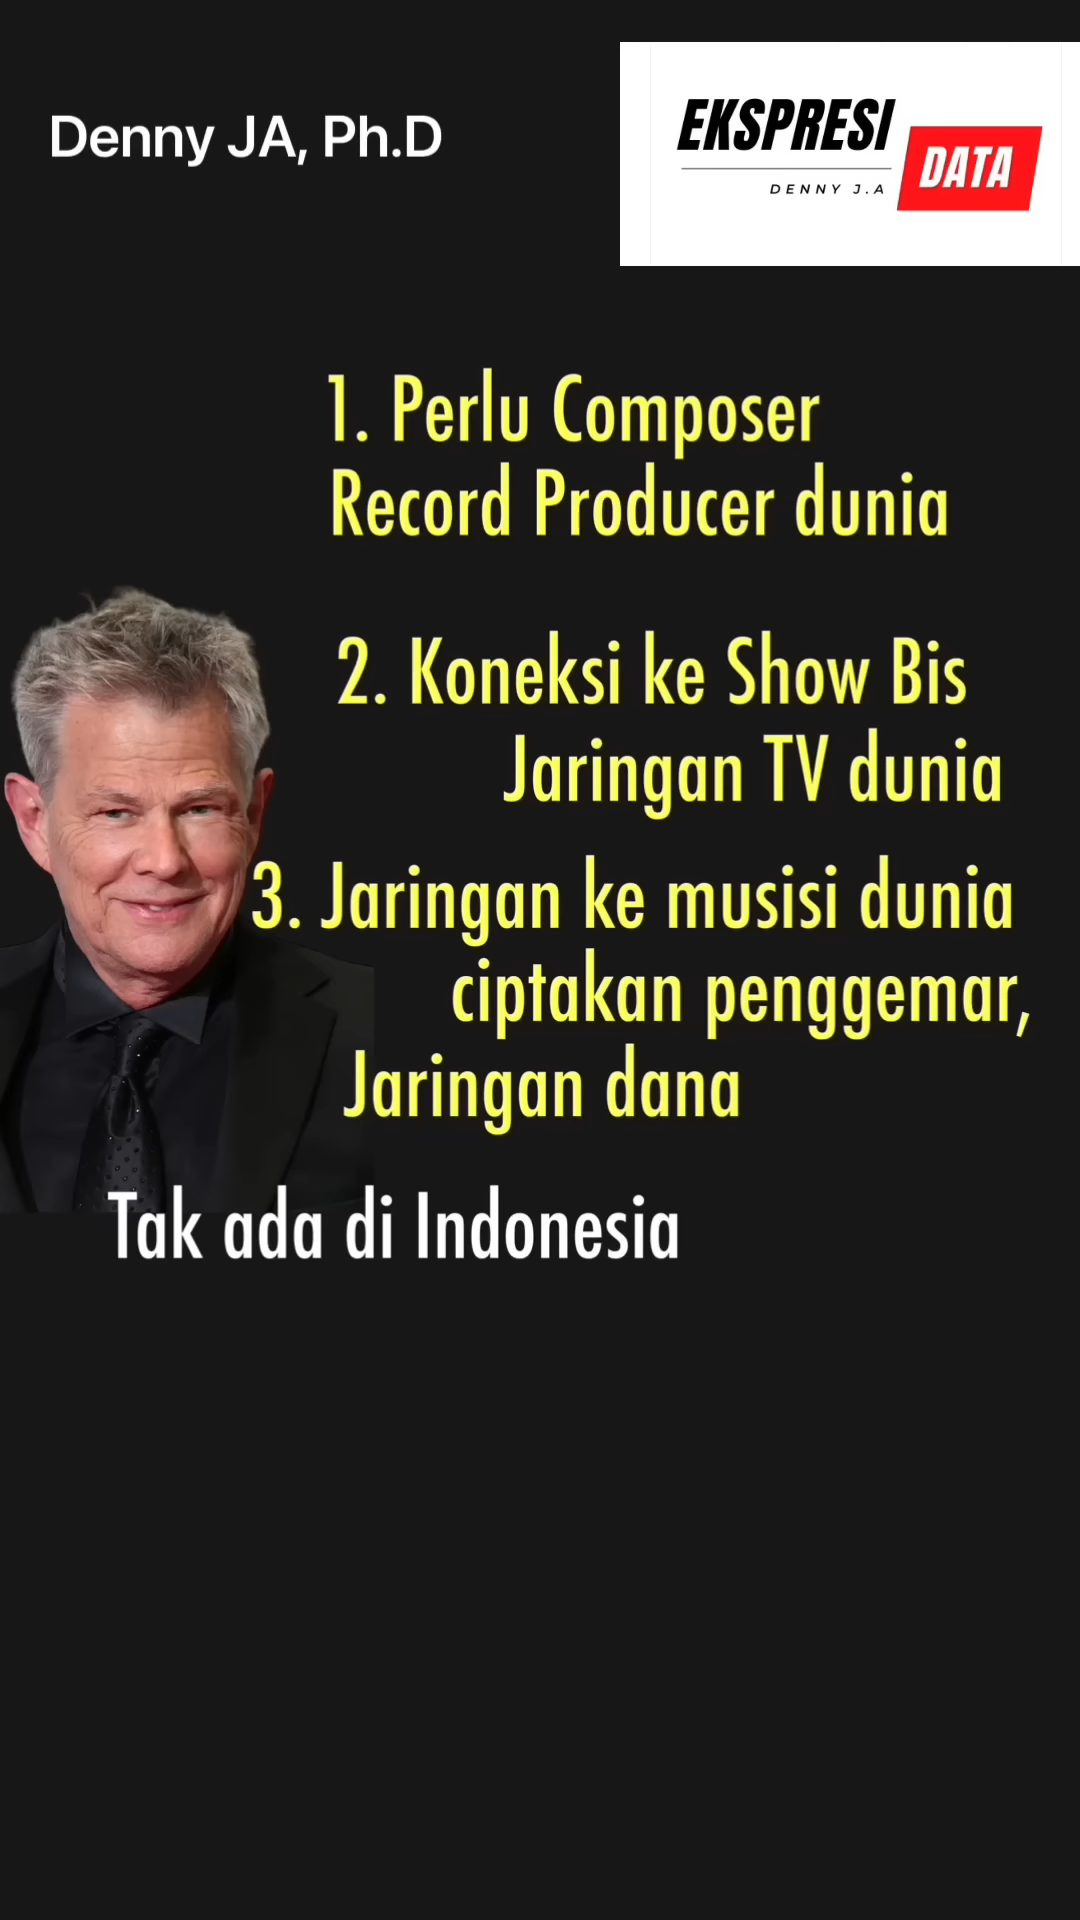 Denny JA, Ph.D
EKSPRESI
DATA
DENNY J.A
1. Perlu Composer
Record Producer dunia
2. Koneksi ke Show Bis
Jaringan TV dunia
3. Jaringan ke musisi dunia
ciptakan penggemar,
Jaringan dana
Tak ada di Indonesia